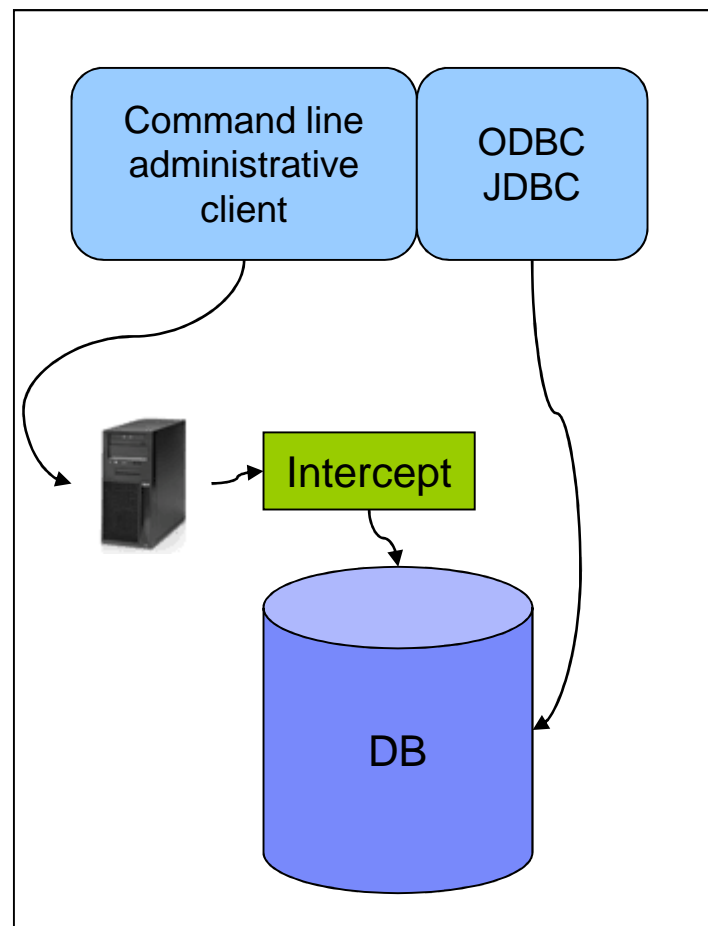 Command line
administrative
client
ODBC
JDBC
Intercept
DB